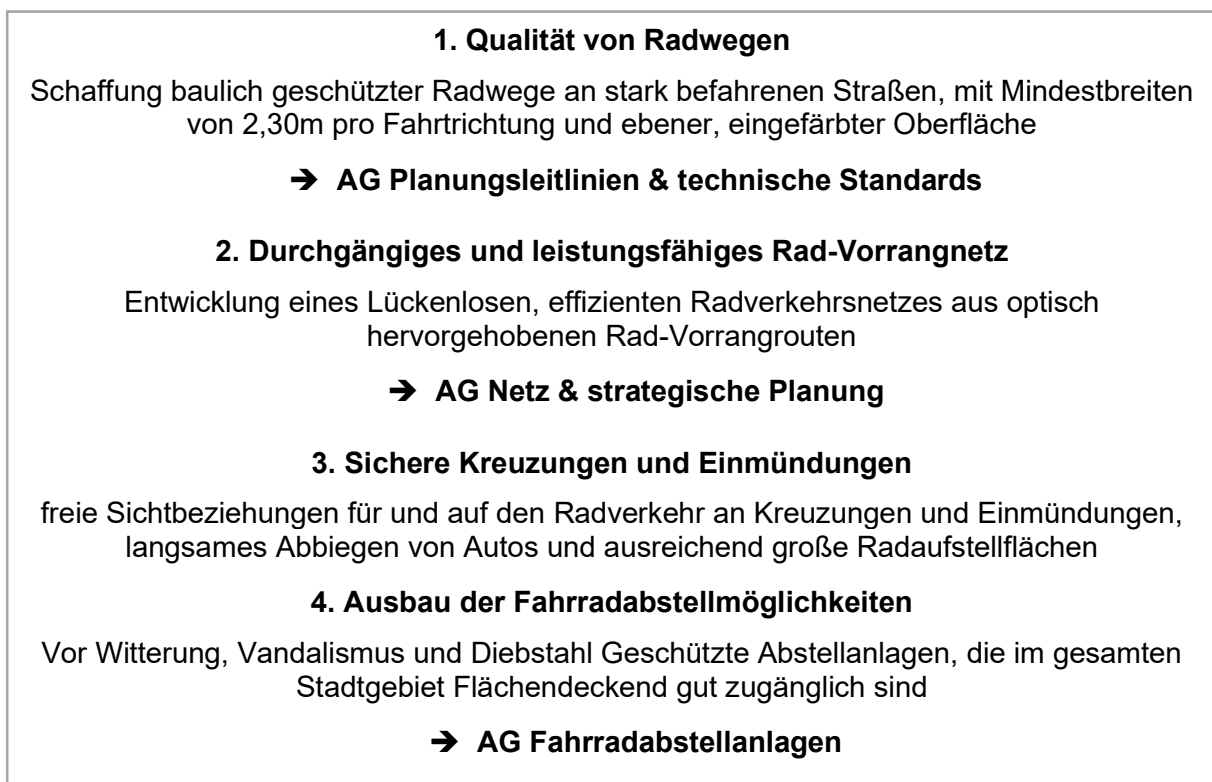 1. Qualität von Radwegen
Schaffung baulich geschützter Radwege an stark befahrenen Straßen, mit Mindestbreiten
von 2,30m pro Fahrtrichtung und ebener, eingefärbter Oberfläche
➔ AG Planungsleitlinien & technische Standards
2. Durchgängiges und leistungsfähiges Rad-Vorrangnetz
Entwicklung eines Lückenlosen, effizienten Radverkehrsnetzes aus optisch
hervorgehobenen Rad-Vorrangrouten
➔ AG Netz & strategische Planung
3. Sichere Kreuzungen und Einmündungen
freie Sichtbeziehungen für und auf den Radverkehr an Kreuzungen und Einmündungen,
langsames Abbiegen von Autos und ausreichend große Radaufstellflächen
4. Ausbau der Fahrradabstellmöglichkeiten
Vor Witterung, Vandalismus und Diebstahl Geschützte Abstellanlagen, die im gesamten
Stadtgebiet Flächendeckend gut zugänglich sind
➔ AG Fahrradabstellanlagen